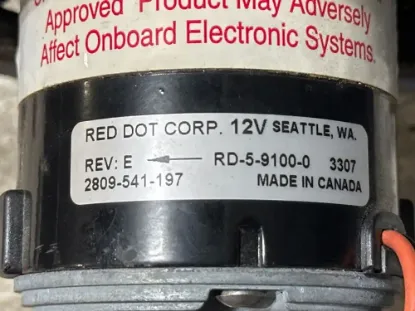 Approved Product May Adversely
Affect Onboard Electronic Systems.
RED DOT CORP. 12V SEATTLE, WA.
REV: E ← RD-5-9100-0 3307
2809-541-197 MADE IN CANADA